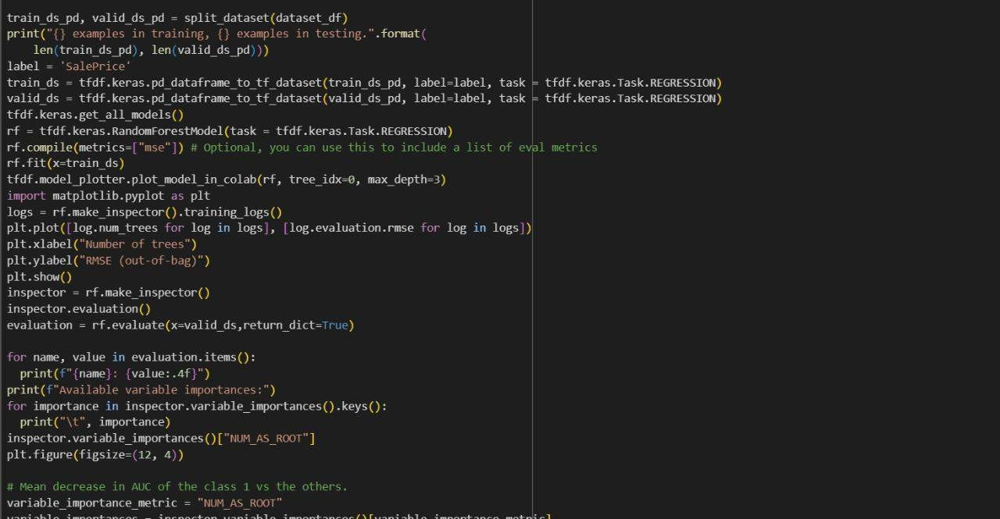 train_ds_pd, valid_ds_pd = split_dataset(dataset_df)
print("{} examples in training, {} examples in testing.".format(
    len(train_ds_pd), len(valid_ds_pd)))
label = 'SalePrice'
train_ds = tfdf.keras.pd_dataframe_to_tf_dataset(train_ds_pd, label=label, task = tfdf.keras.Task.REGRESSION)
valid_ds = tfdf.keras.pd_dataframe_to_tf_dataset(valid_ds_pd, label=label, task = tfdf.keras.Task.REGRESSION)
tfdf.keras.get_all_models()
rf = tfdf.keras.RandomForestModel(task = tfdf.keras.Task.REGRESSION)
rf.compile(metrics=["mse"]) # Optional, you can use this to include a list of eval metrics
rf.fit(x=train_ds)
tfdf.model_plotter.plot_model_in_colab(rf, tree_idx=0, max_depth=3)
import matplotlib.pyplot as plt
logs = rf.make_inspector().training_logs()
plt.plot([log.num_trees for log in logs], [log.evaluation.rmse for log in logs])
plt.xlabel("Number of trees")
plt.ylabel("RMSE (out-of-bag)")
plt.show()
inspector = rf.make_inspector()
inspector.evaluation()
evaluation = rf.evaluate(x=valid_ds,return_dict=True)

for name, value in evaluation.items():
  print(f"{name}: {value:.4f}")
print(f"Available variable importances:")
for importance in inspector.variable_importances().keys():
  print("\t", importance)
inspector.variable_importances()["NUM_AS_ROOT"]
plt.figure(figsize=(12, 4))

# Mean decrease in AUC of the class 1 vs the others.
variable_importance_metric = "NUM_AS_ROOT"
variable_importances = inspector.variable_importances()[variable_importance_metric]